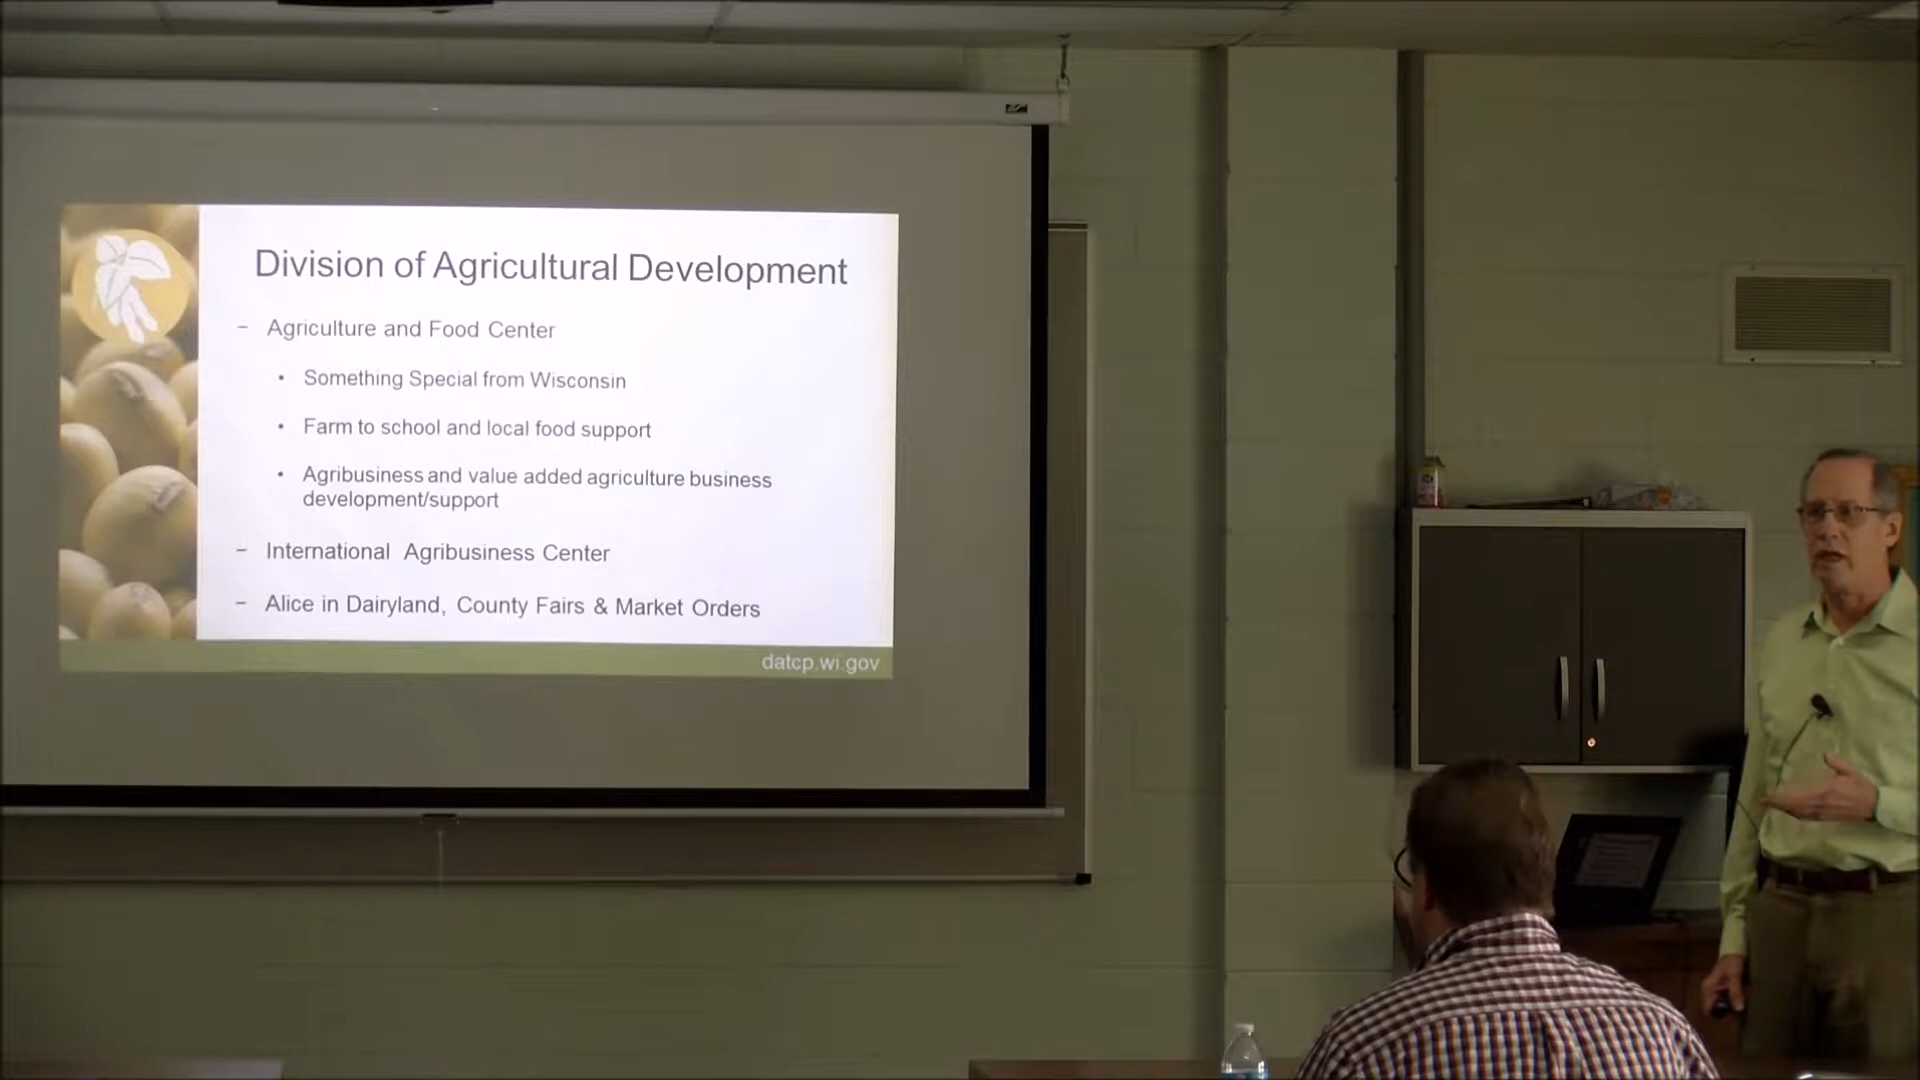 Division of Agricultural Development
– Agriculture and Food Center
• Something Special from Wisconsin
• Farm to school and local food support
• Agribusiness and value added agriculture business
development/support
– International Agribusiness Center
– Alice in Dairyland, County Fairs & Market Orders
datcp.wi.gov